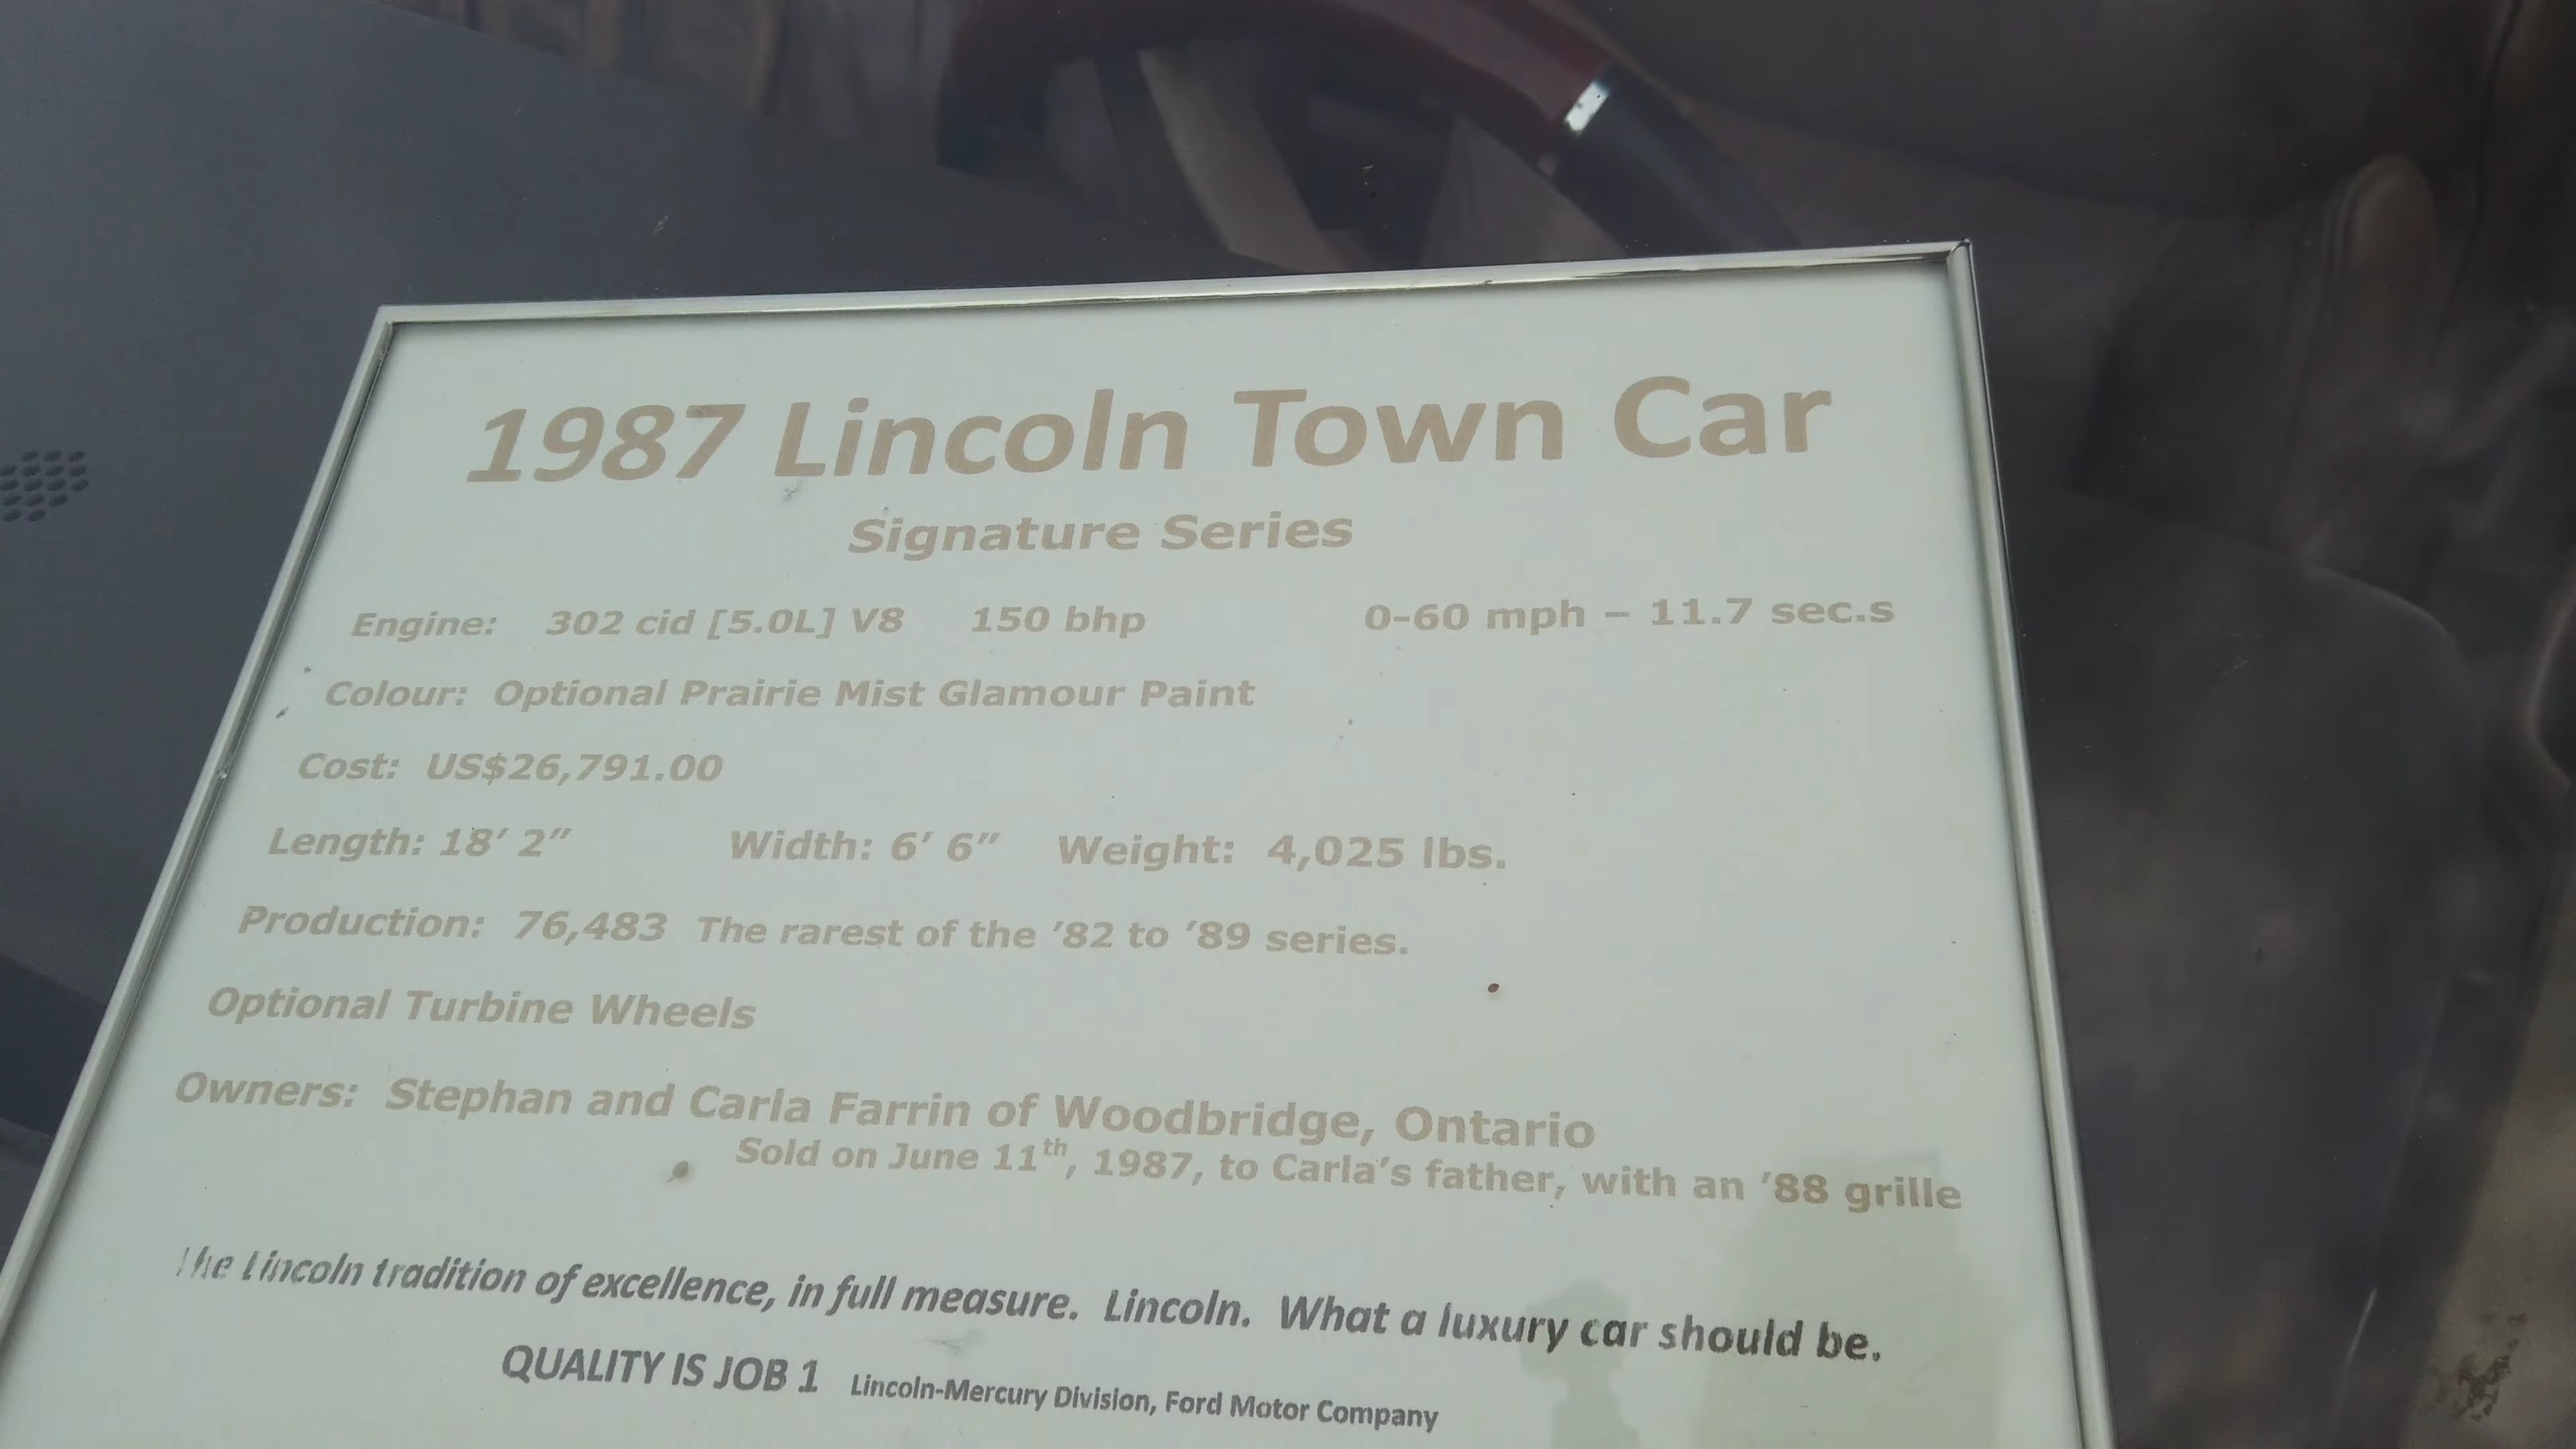 1987 Lincoln Town Car
Signature Series
Engine: 302 cid [5.0L] V8 150 bhp 0-60 mph – 11.7 sec.s
Colour: Optional Prairie Mist Glamour Paint
Cost: US$26,791.00
Length: 18′ 2″ Width: 6′ 6″ Weight: 4,025 lbs.
Production: 76,483 The rarest of the ’82 to ’89 series.
Optional Turbine Wheels
Owners: Stephan and Carla Farrin of Woodbridge, Ontario
Sold on June 11th, 1987, to Carla’s father, with an ’88 grille
The Lincoln tradition of excellence, in full measure. Lincoln. What a luxury car should be.
QUALITY IS JOB 1 Lincoln-Mercury Division, Ford Motor Company